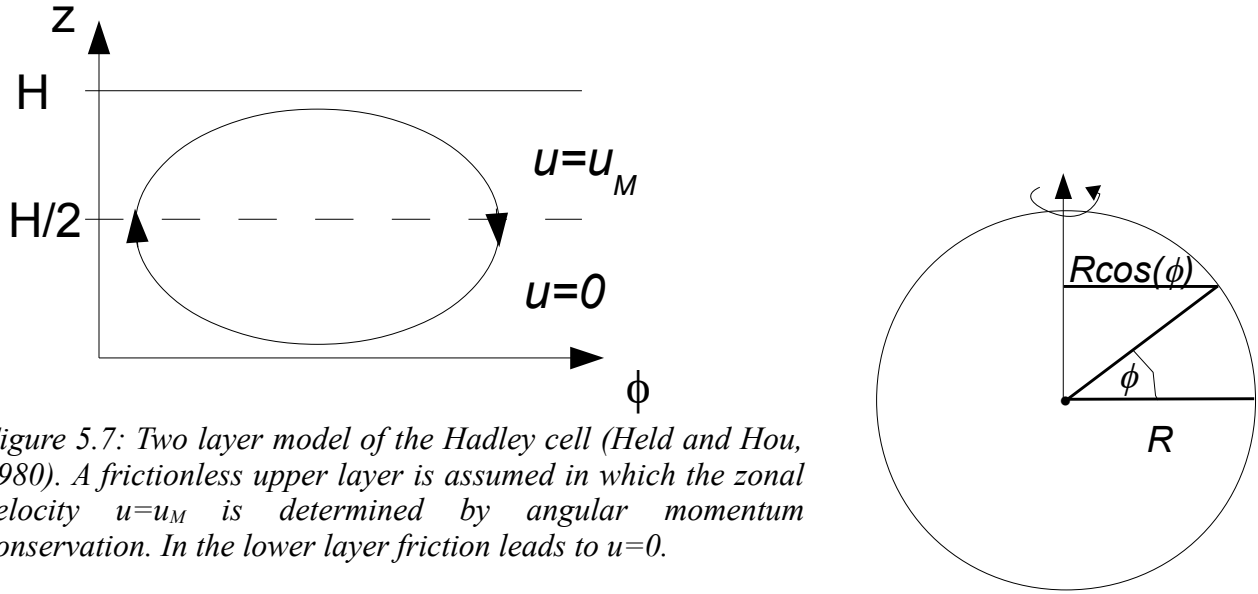 z
H
u=u_M
H/2
u=0
ϕ
igure 5.7: Two layer model of the Hadley cell (Held and Hou,
980). A frictionless upper layer is assumed in which the zonal
elocity u=u_M is determined by angular momentum
onservation. In the lower layer friction leads to u=0.
Rcos(ϕ)
ϕ
R